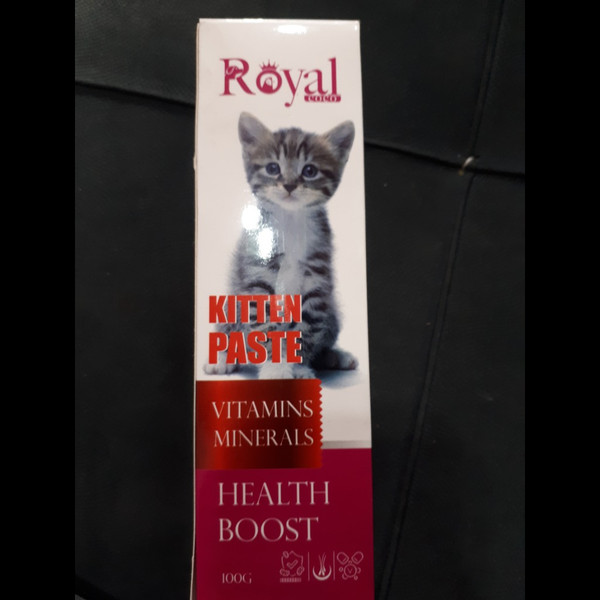 Royal
COCO
KITTEN
PASTE
VITAMINS
MINERALS
HEALTH
BOOST
100G